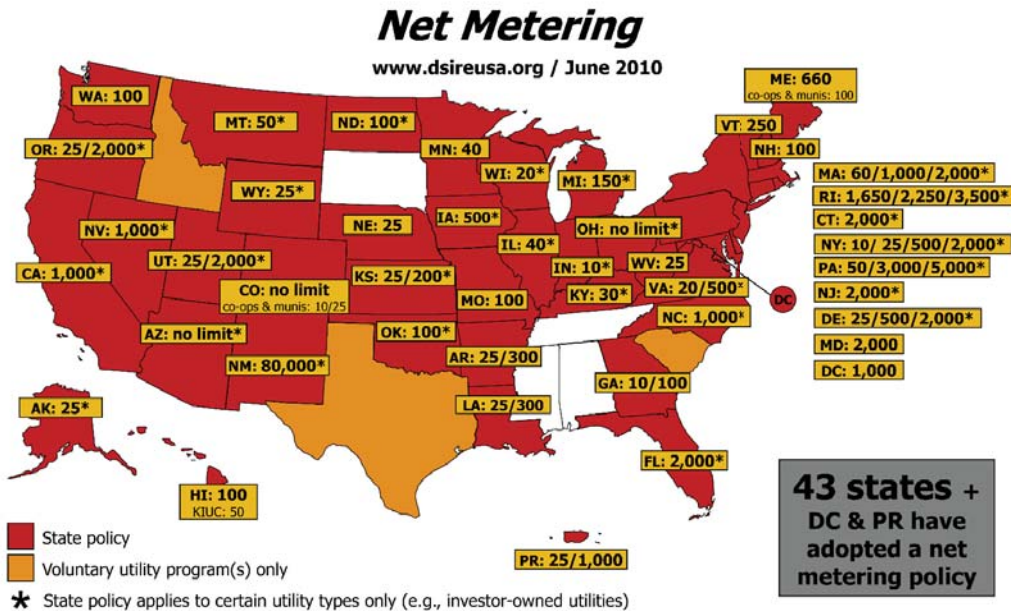 Net Metering
www.dsireusa.org / June 2010
WA: 100
OR: 25/2,000*
MT: 50*
ND: 100*
MN: 40
WI: 20*
MI: 150*
ME: 660
co-ops & munis: 100
VT: 250
NH: 100
WY: 25*
NE: 25
IA: 500*
IL: 40*
IN: 10*
OH: no limit*
WV: 25
VA: 20/500*
KY: 30*
NC: 1,000*
NV: 1,000*
UT: 25/2,000*
CA: 1,000*
CO: no limit
co-ops & munis: 10/25
KS: 25/200*
MO: 100
AZ: no limit*
NM: 80,000*
OK: 100*
AR: 25/300
LA: 25/300
GA: 10/100
FL: 2,000*
DC
MA: 60/1,000/2,000*
RI: 1,650/2,250/3,500*
CT: 2,000*
NY: 10/ 25/500/2,000*
PA: 50/3,000/5,000*
NJ: 2,000*
DE: 25/500/2,000*
MD: 2,000
DC: 1,000
AK: 25*
HI: 100
KIUC: 50
PR: 25/1,000
State policy
Voluntary utility program(s) only
* State policy applies to certain utility types only (e.g., investor-owned utilities)
43 states +
DC & PR have
adopted a net
metering policy